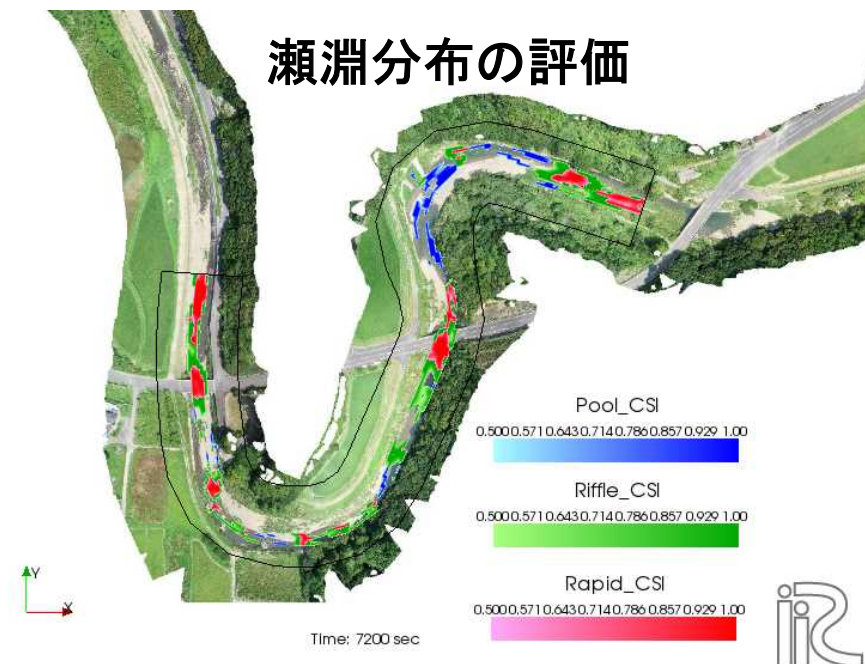 瀬淵分布の評価
Pool_CSI
0.500 0.571 0.643 0.714 0.786 0.857 0.929 1.00
Riffle_CSI
0.500 0.571 0.643 0.714 0.786 0.857 0.929 1.00
Rapid_CSI
0.500 0.571 0.643 0.714 0.786 0.857 0.929 1.00
Y
X
Time: 7200 sec
iRIC